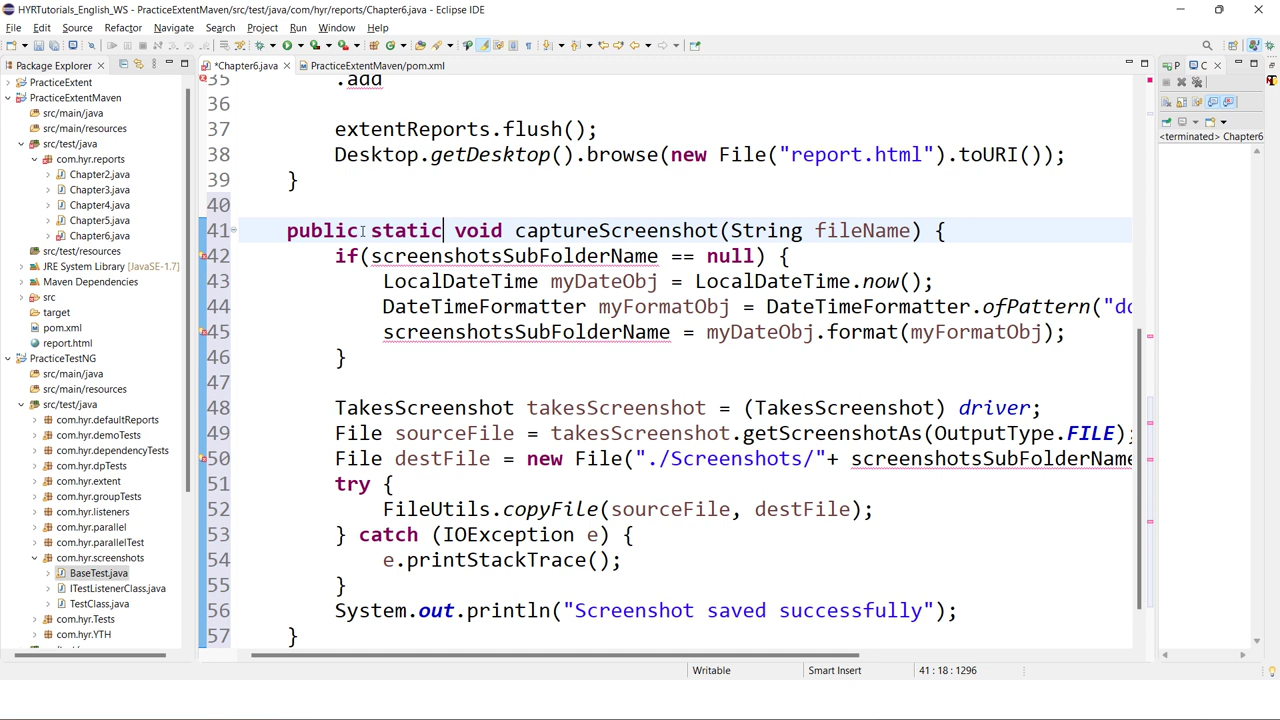 HYRTutorials_English_WS - PracticeExtentMaven/src/test/java/com/hyr/reports/Chapter6.java - Eclipse IDE
File Edit Source Refactor Navigate Search Project Run Window Help
Package Explorer
*Chapter6.java
PracticeExtentMaven/pom.xml
P
C
PracticeExtent
PracticeExtentMaven
src/main/java
src/main/resources
src/test/java
com.hyr.reports
Chapter2.java
Chapter3.java
Chapter4.java
Chapter5.java
Chapter6.java
src/test/resources
JRE System Library [JavaSE-1.7]
Maven Dependencies
src
target
pom.xml
report.html
PracticeTestNG
src/main/java
src/main/resources
src/test/java
com.hyr.defaultReports
com.hyr.demoTests
com.hyr.dependencyTests
com.hyr.dpTests
com.hyr.extent
com.hyr.groupTests
com.hyr.listeners
com.hyr.parallel
com.hyr.parallelTest
com.hyr.screenshots
BaseTest.java
ITestListenerClass.java
TestClass.java
com.hyr.Tests
com.hyr.YTH
35 .add
36
37 extentReports.flush();
38 Desktop.getDesktop().browse(new File("report.html").toURI());
39 }
40
41 public static void captureScreenshot(String fileName) {
42 if(screenshotsSubFolderName == null) {
43 LocalDateTime myDateObj = LocalDateTime.now();
44 DateTimeFormatter myFormatObj = DateTimeFormatter.ofPattern("dd
45 screenshotsSubFolderName = myDateObj.format(myFormatObj);
46 }
47
48 TakesScreenshot takesScreenshot = (TakesScreenshot) driver;
49 File sourceFile = takesScreenshot.getScreenshotAs(OutputType.FILE);
50 File destFile = new File("./Screenshots/"+ screenshotsSubFolderName
51 try {
52 FileUtils.copyFile(sourceFile, destFile);
53 } catch (IOException e) {
54 e.printStackTrace();
55 }
56 System.out.println("Screenshot saved successfully");
57 }
<terminated> Chapter6
Writable
Smart Insert
41 : 18 : 1296